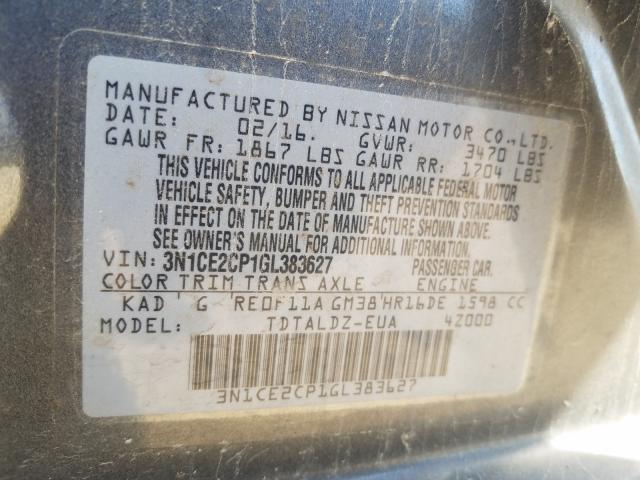 MANUFACTURED BY NISSAN MOTOR CO.,LTD.
DATE: 02/16. GVWR: 3470 LBS
GAWR FR: 1867 LBS GAWR RR: 1704 LBS
THIS VEHICLE CONFORMS TO ALL APPLICABLE FEDERAL MOTOR
VEHICLE SAFETY, BUMPER AND THEFT PREVENTION STANDARDS
IN EFFECT ON THE DATE OF MANUFACTURE SHOWN ABOVE.
SEE OWNER'S MANUAL FOR ADDITIONAL INFORMATION.
VIN: 3N1CE2CP1GL383627 PASSENGER CAR.
COLOR TRIM TRANS AXLE ENGINE
KAD G RE0F11A GM38 HR16DE 1598 CC
MODEL: TDTALDZ-EUA 4Z000
3N1CE2CP1GL383627